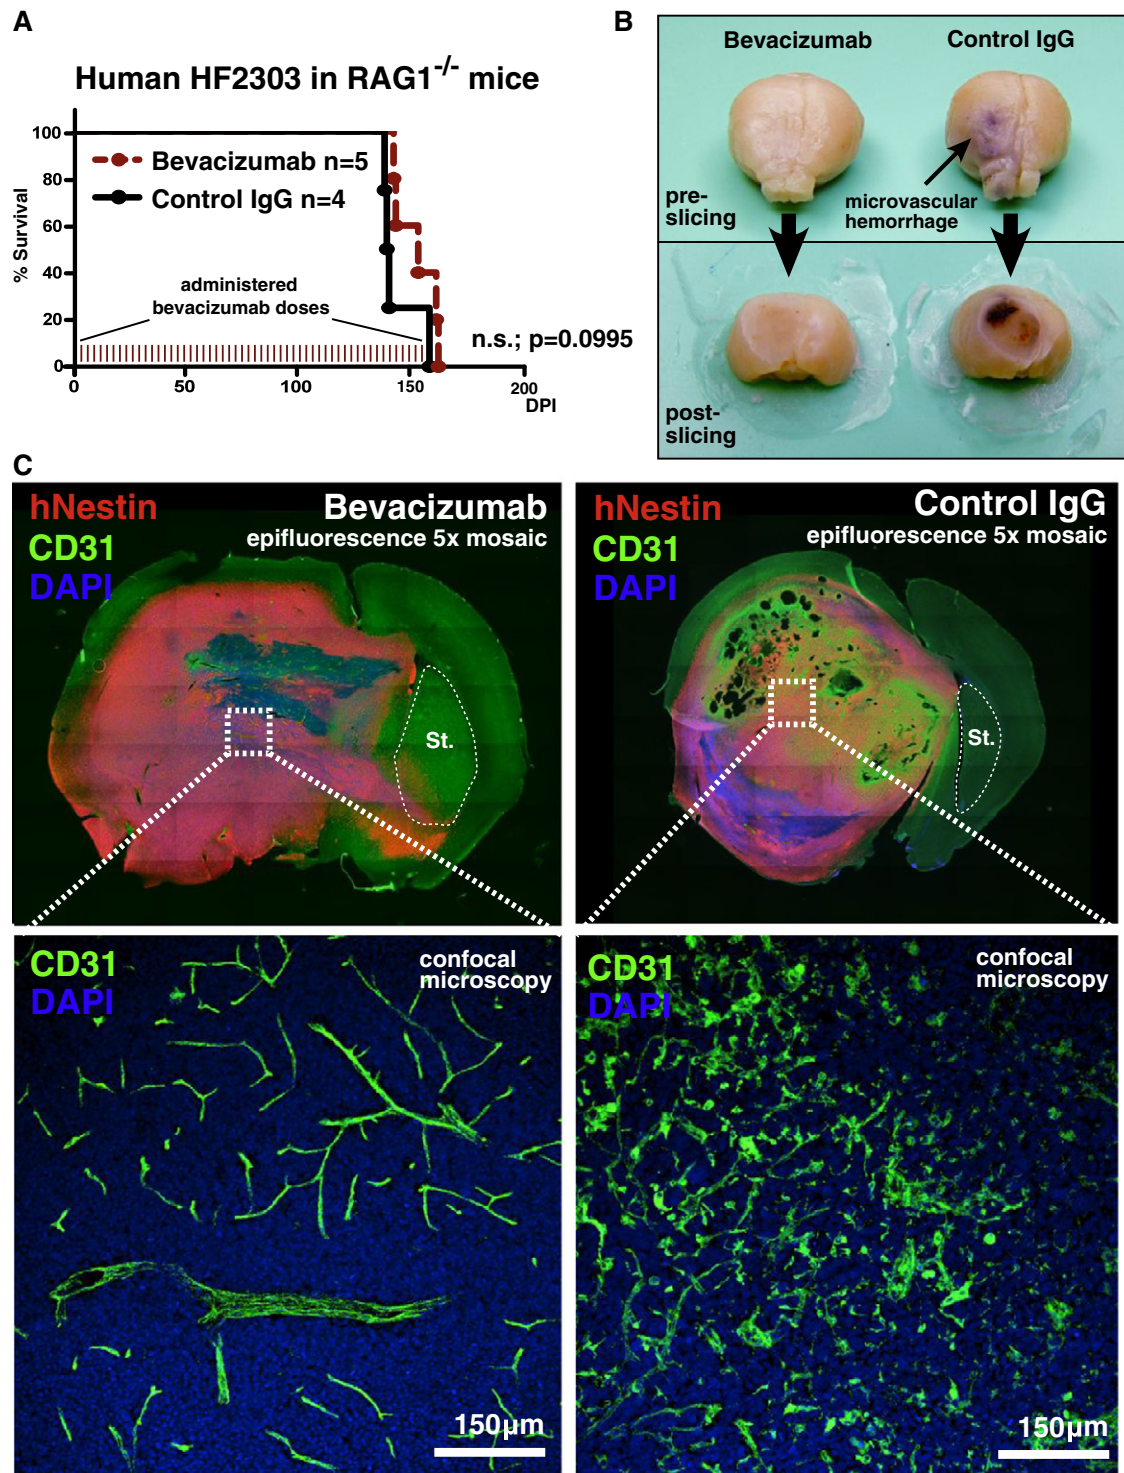 A
Human HF2303 in RAG1-/- mice
% Survival
100
80
60
40
20
0
Bevacizumab n=5
Control IgG n=4
administered
bevacizumab doses
n.s.; p=0.0995
0
50
100
150
200
DPI
B
Bevacizumab
Control IgG
pre-
slicing
microvascular
hemorrhage
post-
slicing
C
hNestin
CD31
DAPI
Bevacizumab
epifluorescence 5x mosaic
St.
hNestin
CD31
DAPI
Control IgG
epifluorescence 5x mosaic
St.
CD31
DAPI
confocal
microscopy
150µm
CD31
DAPI
confocal
microscopy
150µm